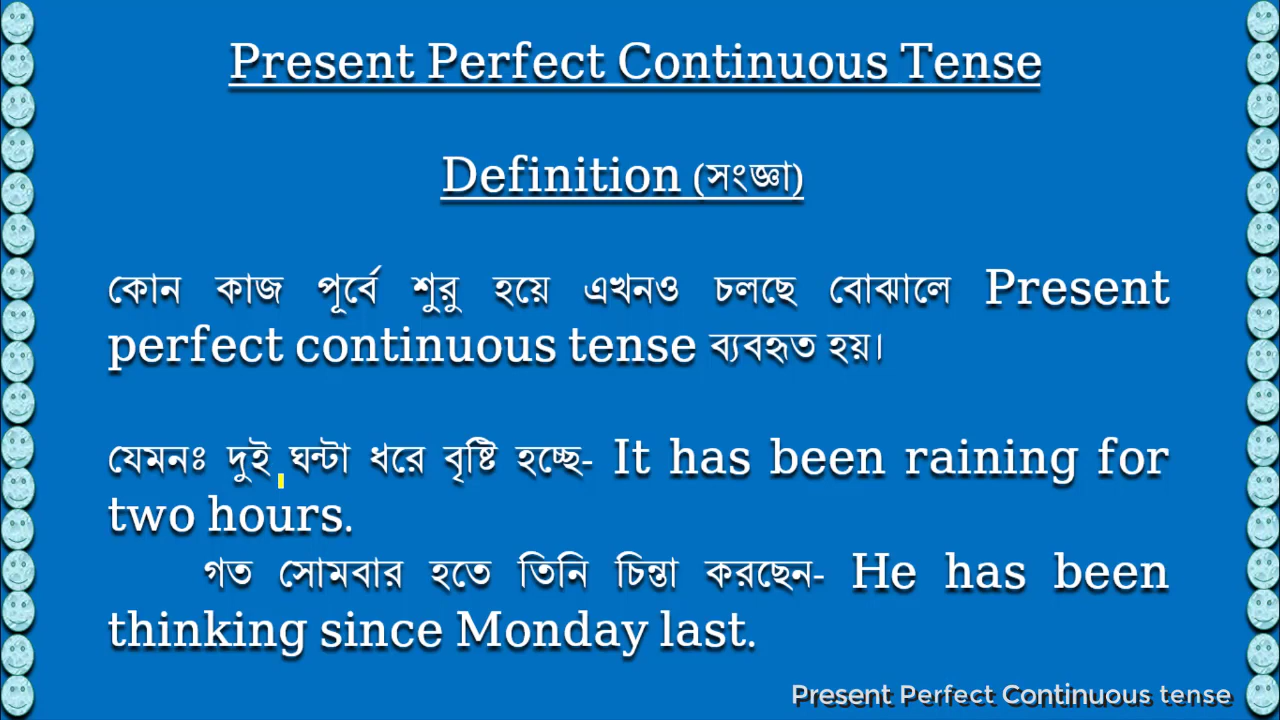 Present Perfect Continuous Tense
Definition (সংজ্ঞা)
কোন কাজ পূর্বে শুরু হয়ে এখনও চলছে বোঝালে Present
perfect continuous tense ব্যবহৃত হয়।
যেমনঃ দুই ঘন্টা ধরে বৃষ্টি হচ্ছে- It has been raining for
two hours.
গত সোমবার হতে তিনি চিন্তা করছেন- He has been
thinking since Monday last.
Present Perfect Continuous tense